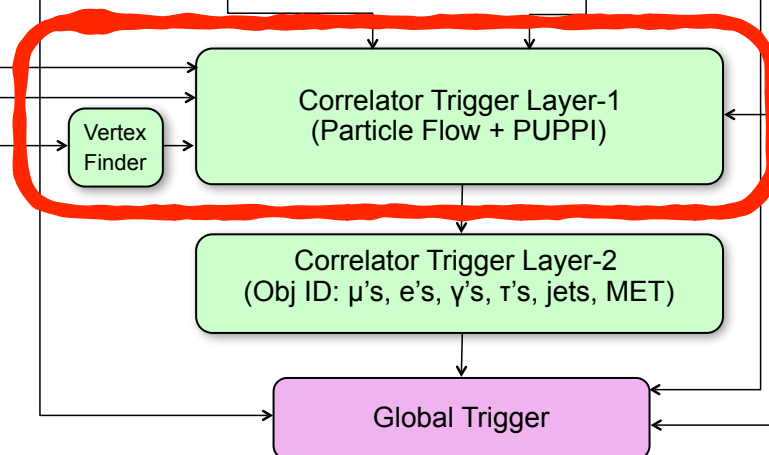 Correlator Trigger Layer-1
(Particle Flow + PUPPI)
Vertex
Finder
Correlator Trigger Layer-2
(Obj ID: μ’s, e’s, γ’s, τ’s, jets, MET)
Global Trigger